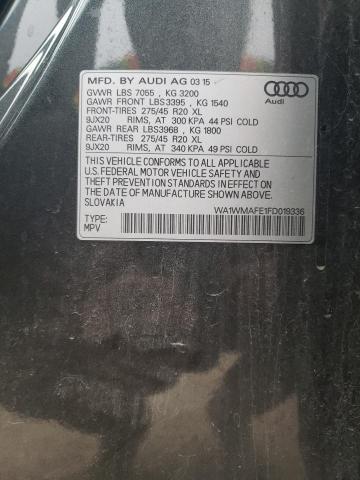 MFD. BY AUDI AG 03 15
GVWR LBS 7055 , KG 3200
GAWR FRONT LBS3395 , KG 1540
FRONT-TIRES 275/45 R20 XL
9JX20 RIMS, AT 300 KPA 44 PSI COLD
GAWR REAR LBS3968 , KG 1800
REAR-TIRES 275/45 R20 XL
9JX20 RIMS, AT 340 KPA 49 PSI COLD
Audi
THIS VEHICLE CONFORMS TO ALL APPLICABLE
U.S. FEDERAL MOTOR VEHICLE SAFETY AND
THEFT PREVENTION STANDARDS IN EFFECT ON
THE DATE OF MANUFACTURE SHOWN ABOVE.
SLOVAKIA
WA1WMAFE1FD019336
TYPE:
MPV